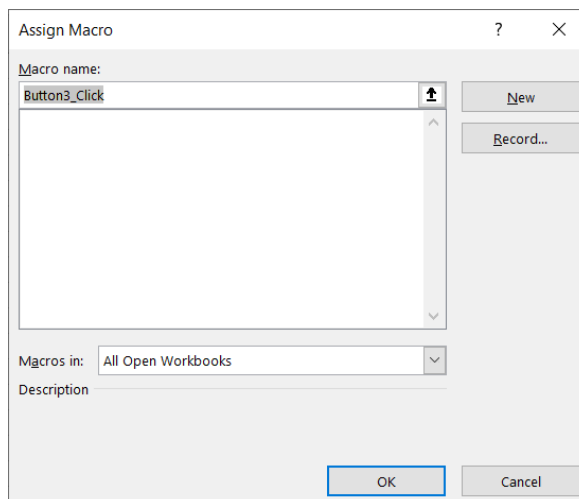 Assign Macro
Macro name:
Button3_Click
New
Record...
Macros in:
All Open Workbooks
Description
OK
Cancel